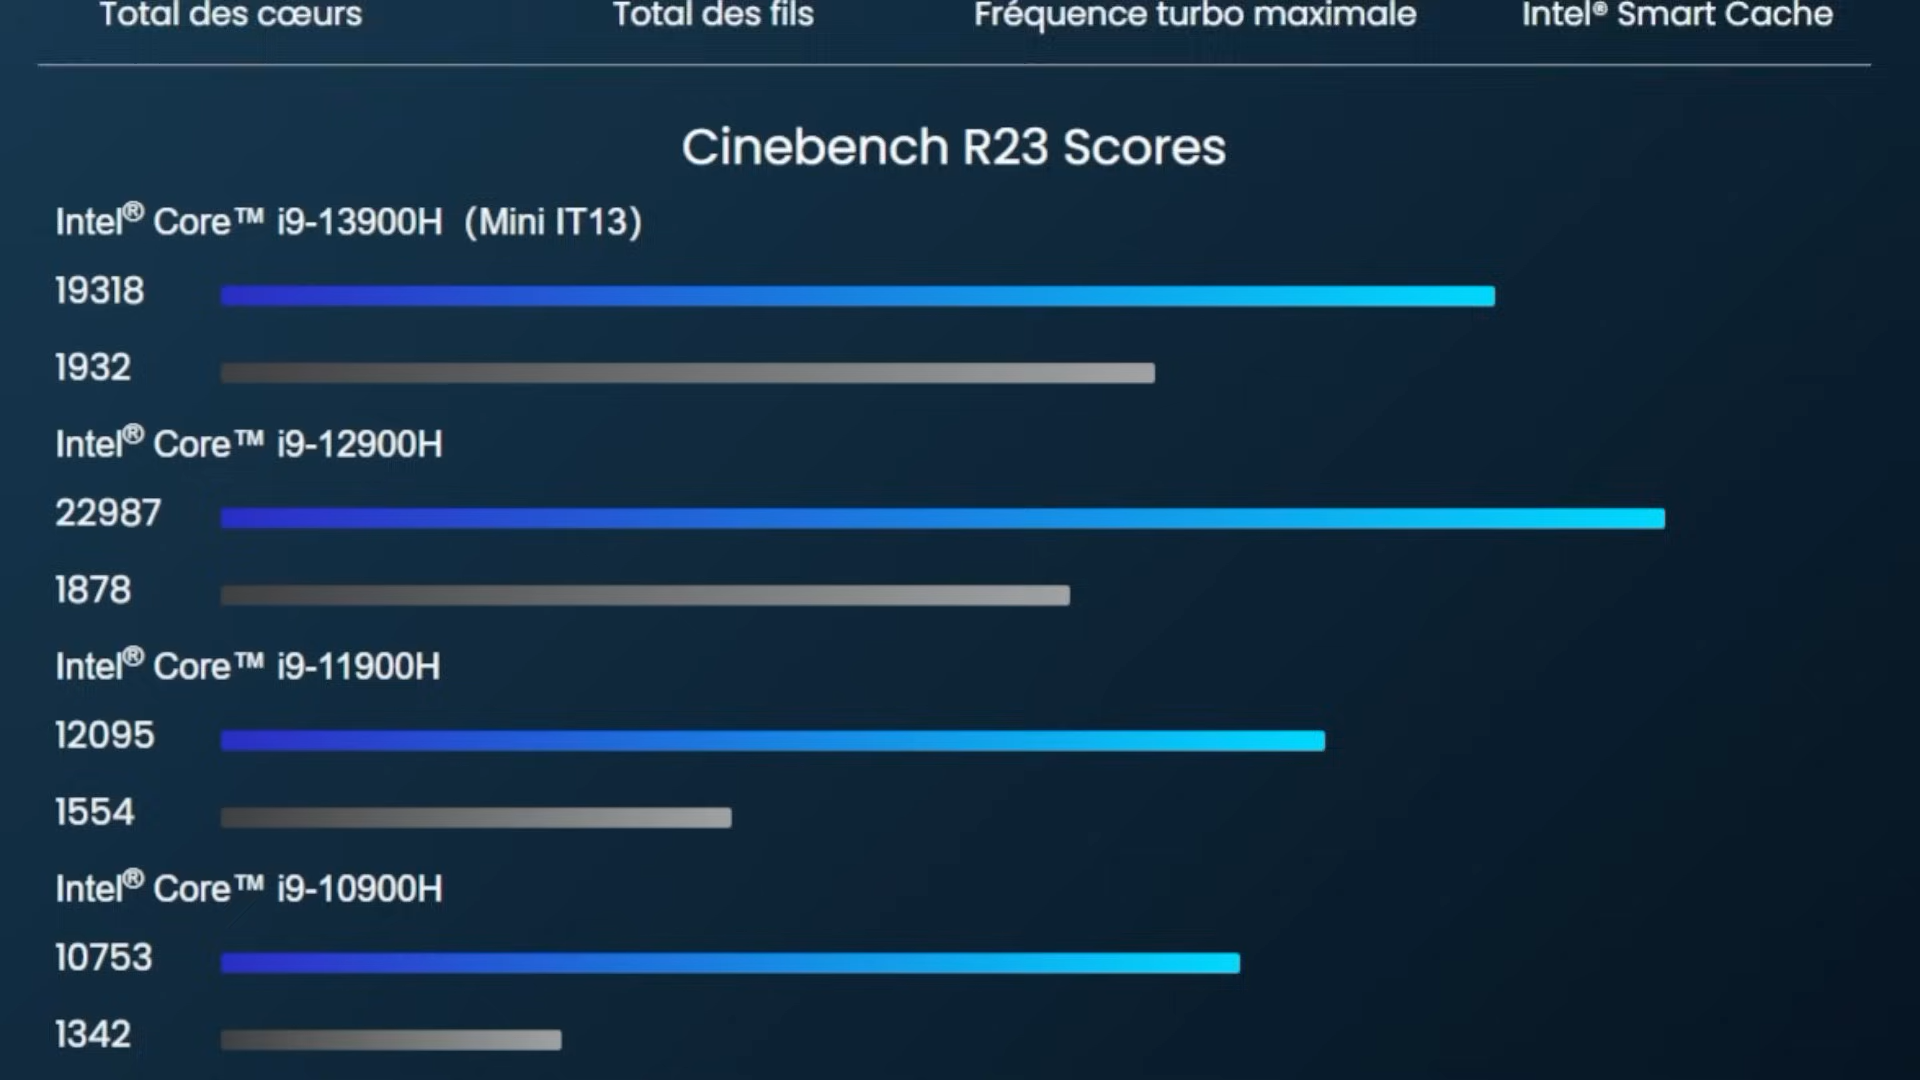 Total des cœurs Total des fils Fréquence turbo maximale Intel® Smart Cache
Cinebench R23 Scores
Intel® Core™ i9-13900H (Mini IT13)
19318
1932
Intel® Core™ i9-12900H
22987
1878
Intel® Core™ i9-11900H
12095
1554
Intel® Core™ i9-10900H
10753
1342